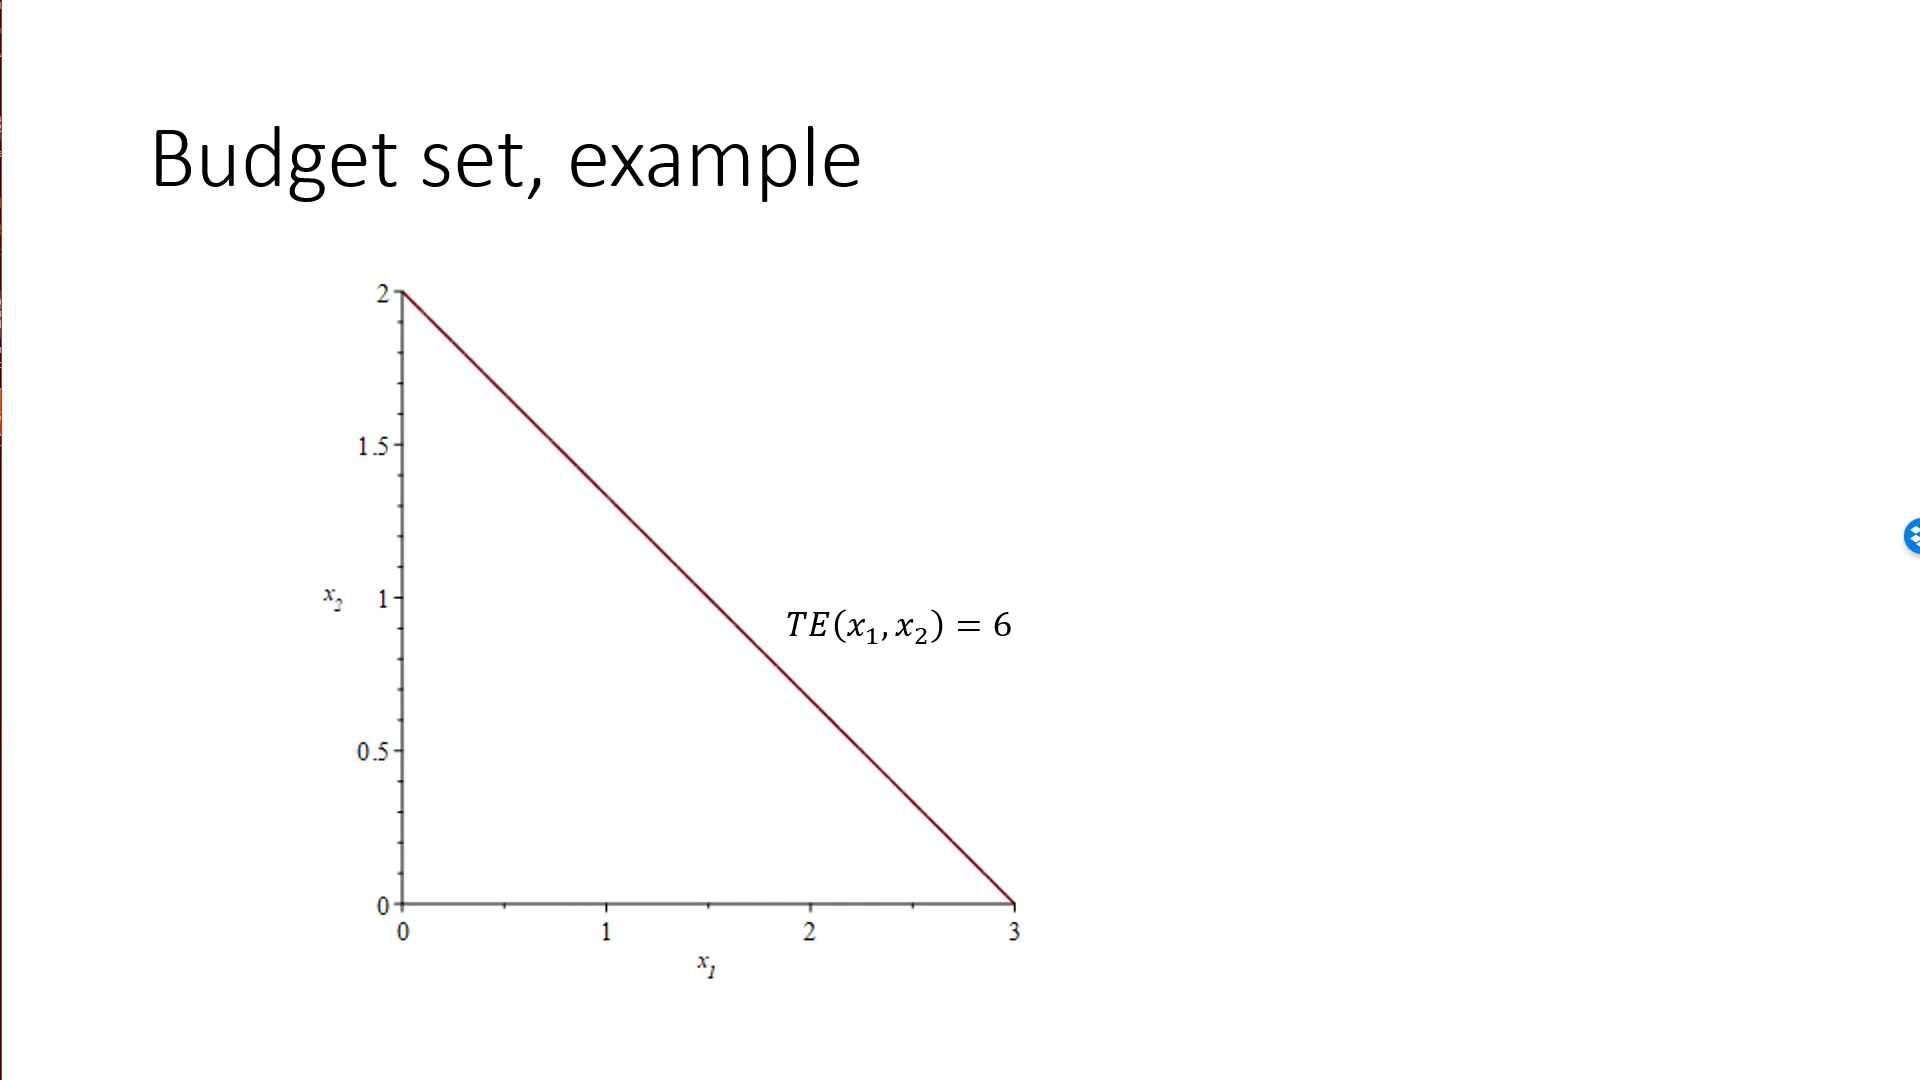 Budget set, example
2
1.5
x₂ 1
TE(x₁, x₂) = 6
0.5
0
0 1 2 3
x₁